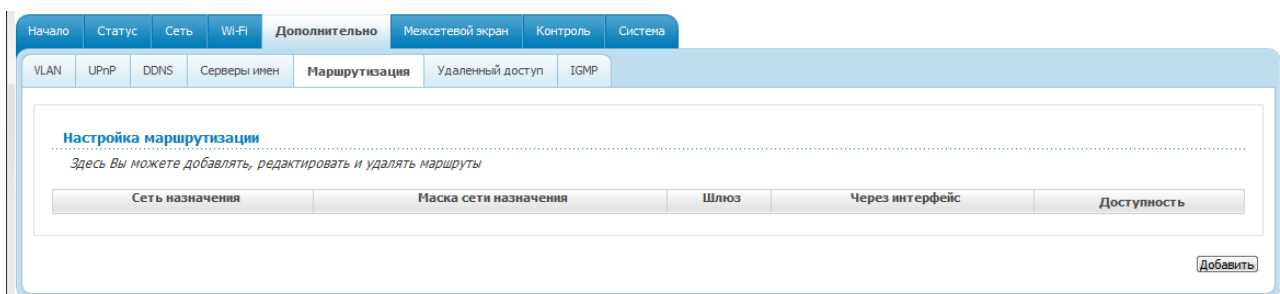 Начало Статус Сеть Wi-Fi Дополнительно Межсетевой экран Контроль Система
VLAN UPnP DDNS Серверы имен Маршрутизация Удаленный доступ IGMP
Настройка маршрутизации
Здесь Вы можете добавлять, редактировать и удалять маршруты
Сеть назначения Маска сети назначения Шлюз Через интерфейс Доступность
Добавить